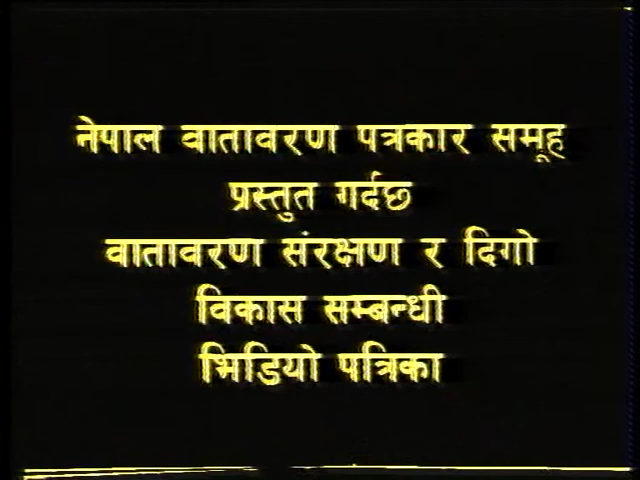 नेपाल वातावरण पत्रकार समूह
प्रस्तुत गर्दछ
वातावरण संरक्षण र दिगो
विकास सम्बन्धी
भिडियो पत्रिका